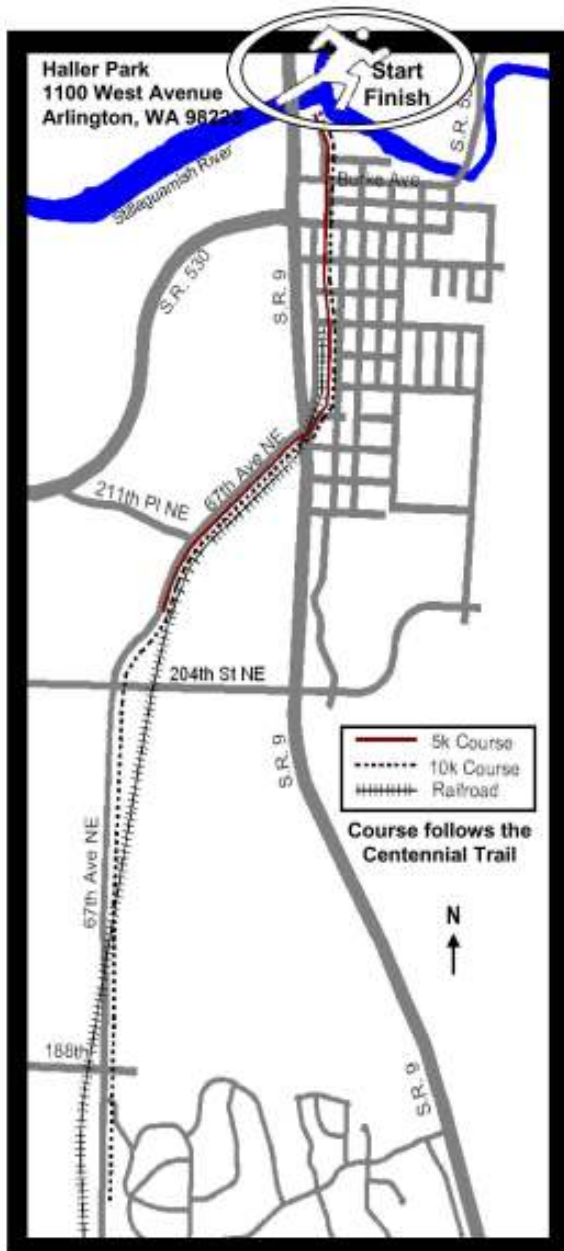 Haller Park
1100 West Avenue
Arlington, WA
Start
Finish
Stillaguamish River
Burke Ave
S.R. 530
S.R. 9
67th Ave NE
211th Pl NE
204th St NE
S.R. 9
5k Course
10k Course
Railroad
Course follows the
Centennial Trail
N
67th Ave NE
188th
S.R. 9